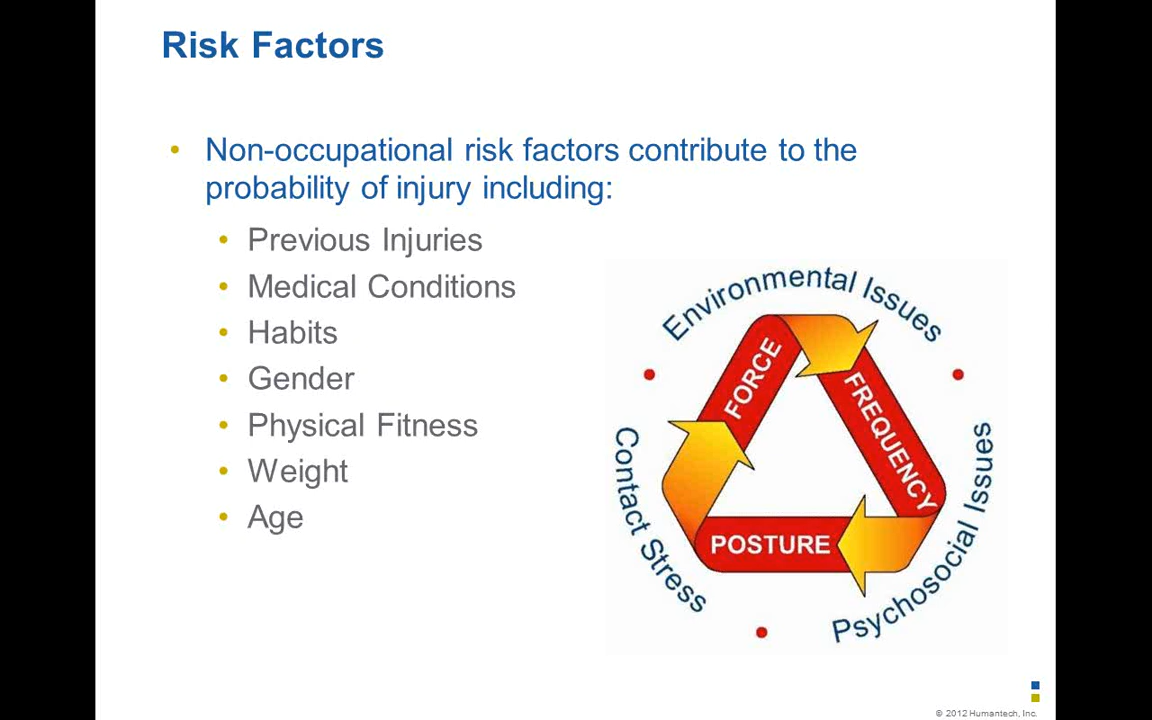 Risk Factors
• Non-occupational risk factors contribute to the
probability of injury including:
• Previous Injuries
• Medical Conditions
• Habits
• Gender
• Physical Fitness
• Weight
• Age
Environmental Issues
FORCE
FREQUENCY
POSTURE
Contact Stress
Psychosocial Issues
© 2012 Humantech, Inc.